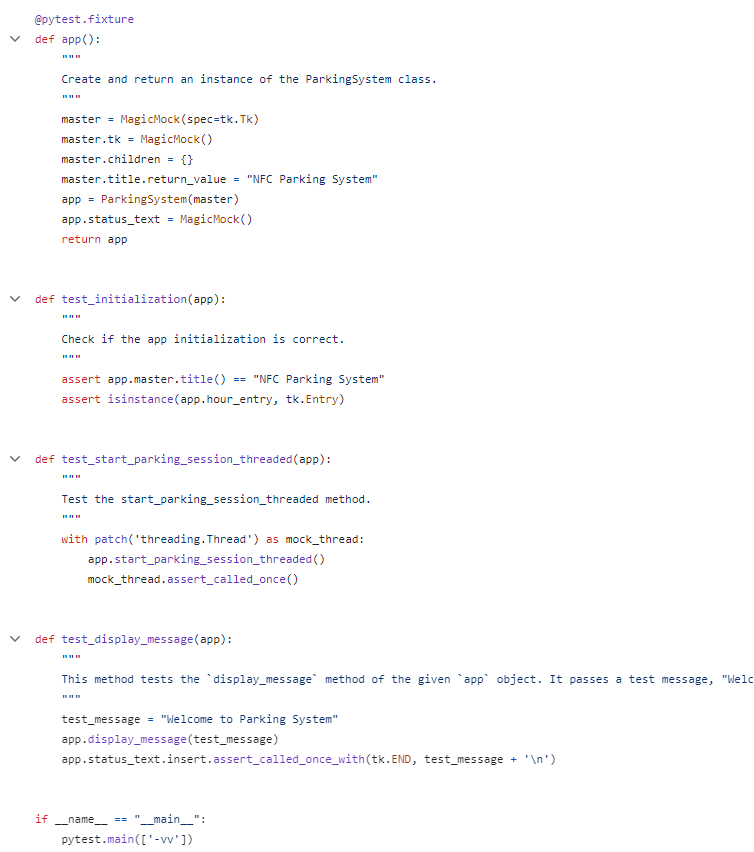 @pytest.fixture
def app():
    """
    Create and return an instance of the ParkingSystem class.
    """
    master = MagicMock(spec=tk.Tk)
    master.tk = MagicMock()
    master.children = {}
    master.title.return_value = "NFC Parking System"
    app = ParkingSystem(master)
    app.status_text = MagicMock()
    return app
def test_initialization(app):
    """
    Check if the app initialization is correct.
    """
    assert app.master.title() == "NFC Parking System"
    assert isinstance(app.hour_entry, tk.Entry)
def test_start_parking_session_threaded(app):
    """
    Test the start_parking_session_threaded method.
    """
    with patch('threading.Thread') as mock_thread:
        app.start_parking_session_threaded()
        mock_thread.assert_called_once()
def test_display_message(app):
    """
    This method tests the `display_message` method of the given `app` object. It passes a test message, "Welc
    """
    test_message = "Welcome to Parking System"
    app.display_message(test_message)
    app.status_text.insert.assert_called_once_with(tk.END, test_message + '\n')
if __name__ == "__main__":
    pytest.main(['-vv'])